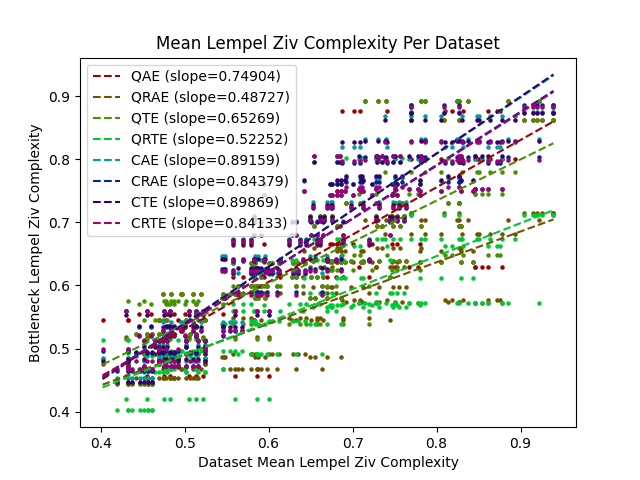 Mean Lempel Ziv Complexity Per Dataset
QAE (slope=0.74904)
QRAE (slope=0.48727)
QTE (slope=0.65269)
QRTE (slope=0.52252)
CAE (slope=0.89159)
CRAE (slope=0.84379)
CTE (slope=0.89869)
CRTE (slope=0.84133)
Bottleneck Lempel Ziv Complexity
0.9
0.8
0.7
0.6
0.5
0.4
0.4 0.5 0.6 0.7 0.8 0.9
Dataset Mean Lempel Ziv Complexity